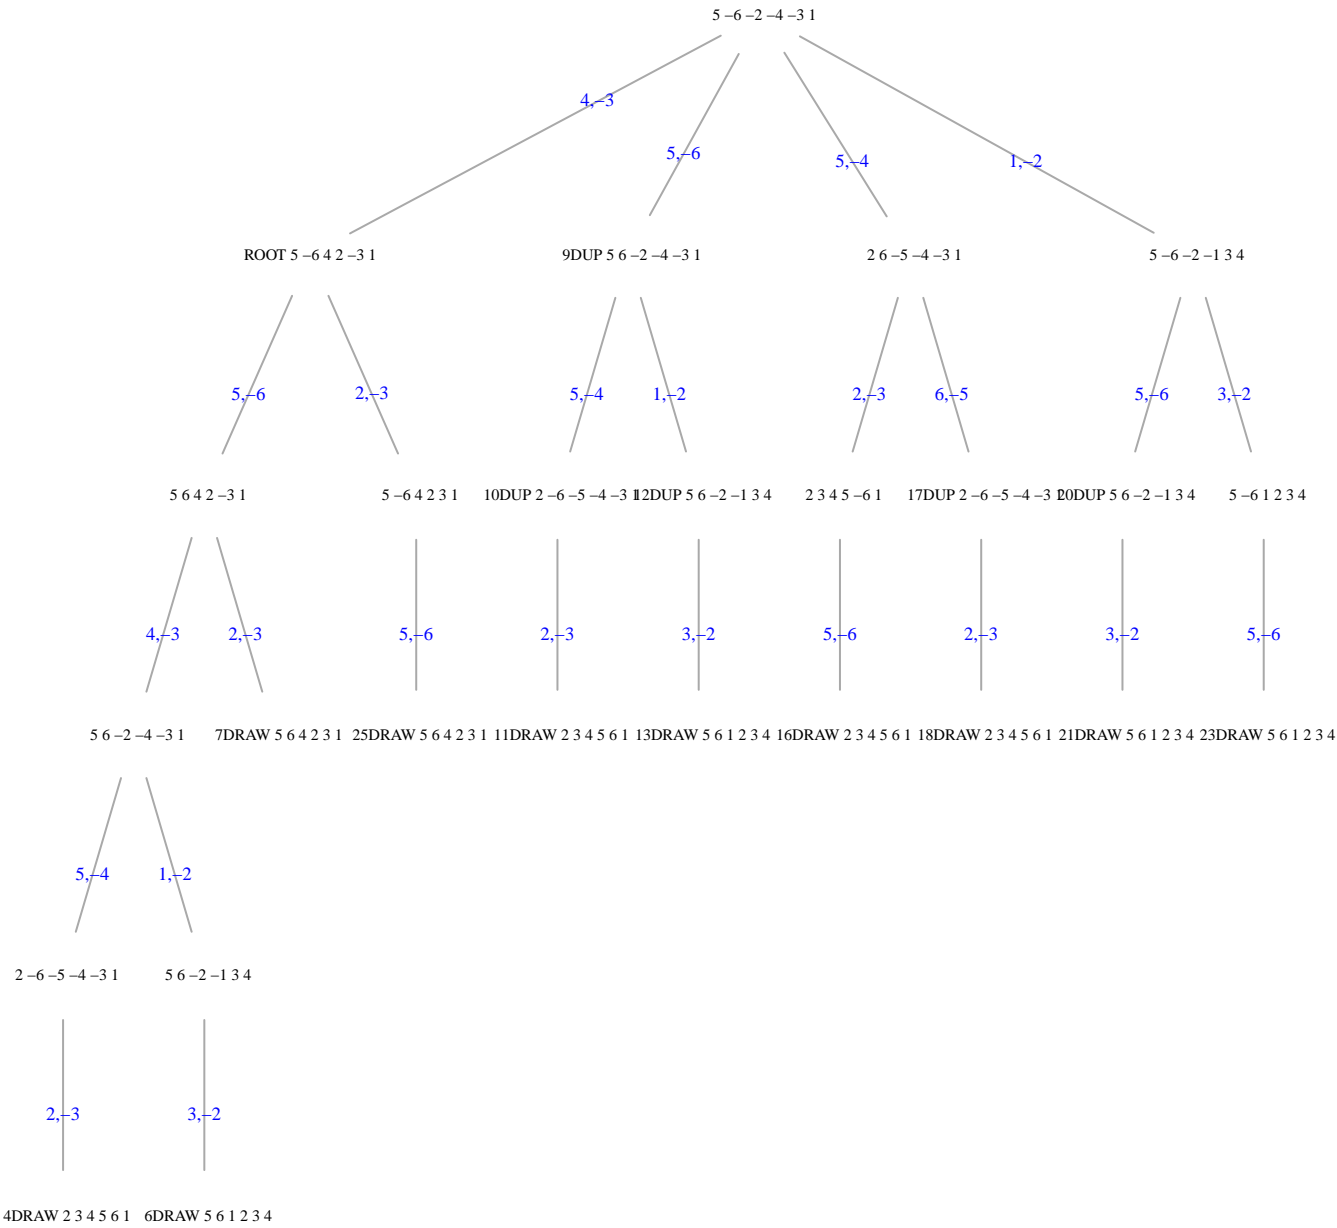 5 –6 –2 –4 –3 1
4,–3
5,–6
5,–4
1,–2
ROOT 5 –6 4 2 –3 1
9DUP 5 6 –2 –4 –3 1
2 6 –5 –4 –3 1
5 –6 –2 –1 3 4
5,–6
2,–3
5,–4
1,–2
2,–3
6,–5
5,–6
3,–2
5 6 4 2 –3 1
5 –6 4 2 3 1
10DUP 2 –6 –5 –4 –3 1
12DUP 5 6 –2 –1 3 4
2 3 4 5 –6 1
17DUP 2 –6 –5 –4 –3 1
20DUP 5 6 –2 –1 3 4
5 –6 1 2 3 4
4,–3
2,–3
5,–6
2,–3
3,–2
5,–6
2,–3
3,–2
5,–6
5 6 –2 –4 –3 1
7DRAW 5 6 4 2 3 1
25DRAW 5 6 4 2 3 1
11DRAW 2 3 4 5 6 1
13DRAW 5 6 1 2 3 4
16DRAW 2 3 4 5 6 1
18DRAW 2 3 4 5 6 1
21DRAW 5 6 1 2 3 4
23DRAW 5 6 1 2 3 4
5,–4
1,–2
2 –6 –5 –4 –3 1
5 6 –2 –1 3 4
2,–3
3,–2
4DRAW 2 3 4 5 6 1
6DRAW 5 6 1 2 3 4